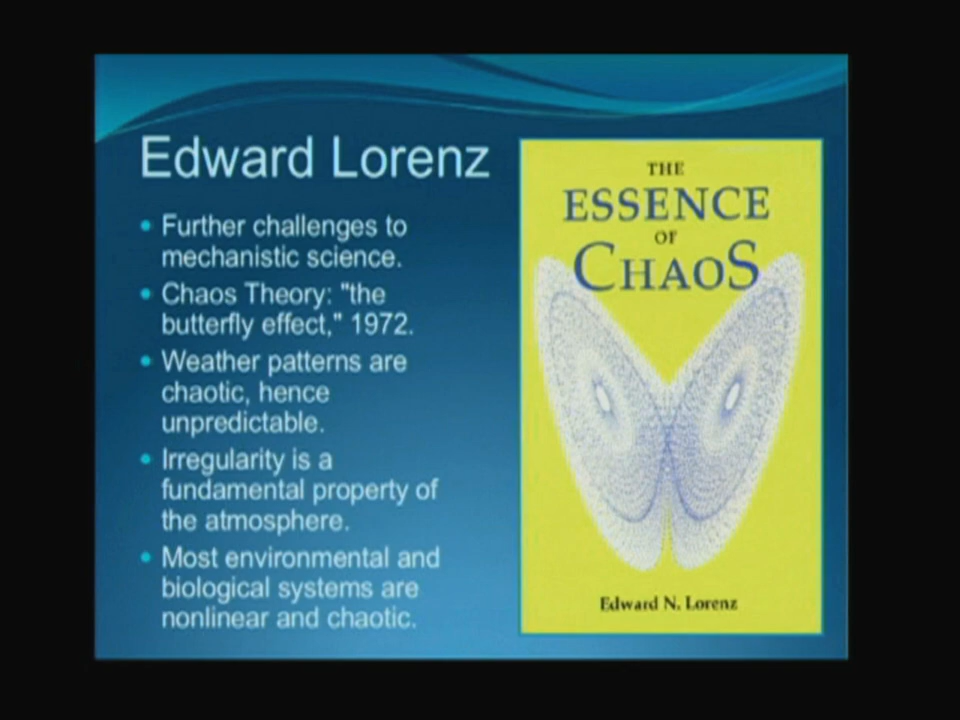 Edward Lorenz
• Further challenges to
mechanistic science.
• Chaos Theory: "the
butterfly effect," 1972.
• Weather patterns are
chaotic, hence
unpredictable.
• Irregularity is a
fundamental property of
the atmosphere.
• Most environmental and
biological systems are
nonlinear and chaotic.
THE
ESSENCE
OF
CHAOS
Edward N. Lorenz